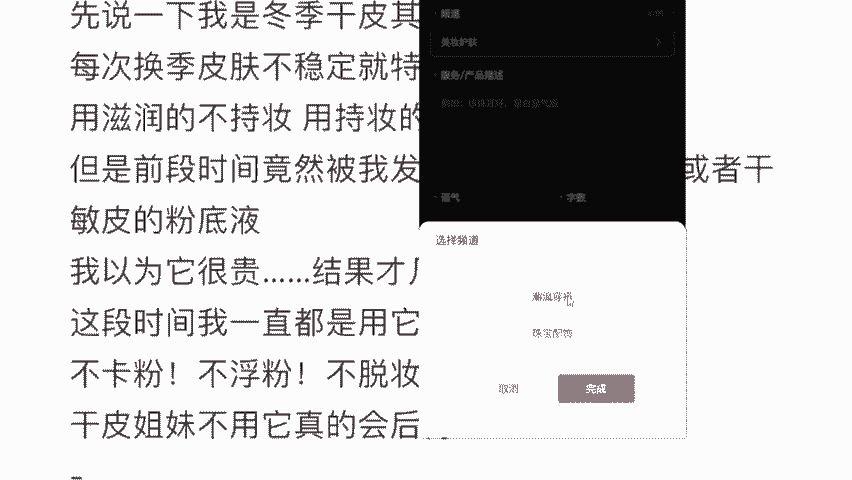 先说一下我是冬季干皮其
每次换季皮肤不稳定就特
用滋润的不持妆 用持妆的
但是前段时间竟然被我发
或者干
敏皮的粉底液
我以为它很贵……结果才几
这段时间我一直都是用它
不卡粉！不浮粉！不脱妆
干皮姐妹不用它真的会后
频道
美妆护肤
服务/产品描述
语气
字数
选择频道
潮流穿搭
珠宝配饰
取消
完成